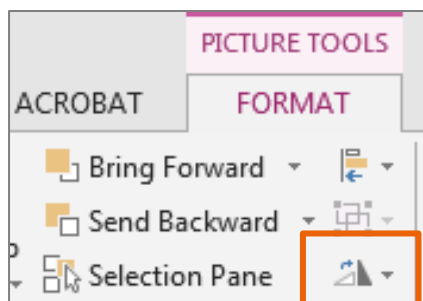 PICTURE TOOLS
ACROBAT FORMAT
Bring Forward
Send Backward
Selection Pane